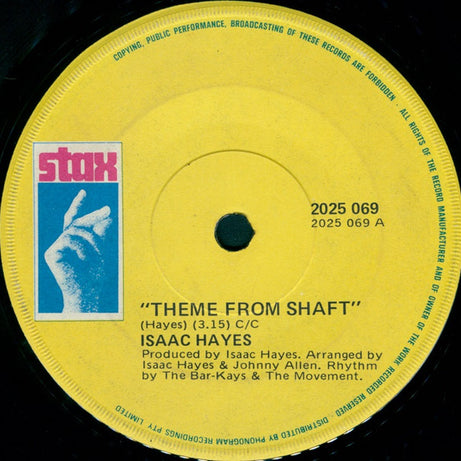 COPYING, PUBLIC PERFORMANCE, BROADCASTING OF THESE RECORDS ARE FORBIDDEN · ALL RIGHTS OF THE RECORD MANUFACTURER AND OF OWNER OF THE WORK RECORDED RESERVED ·
stax
2025 069
2025 069 A
"THEME FROM SHAFT"
(Hayes) (3.15) C/C
ISAAC HAYES
Produced by Isaac Hayes. Arranged by
Isaac Hayes & Johnny Allen. Rhythm
by The Bar-Kays & The Movement.
DISTRIBUTED BY PHONOGRAM RECORDINGS PTY LIMITED